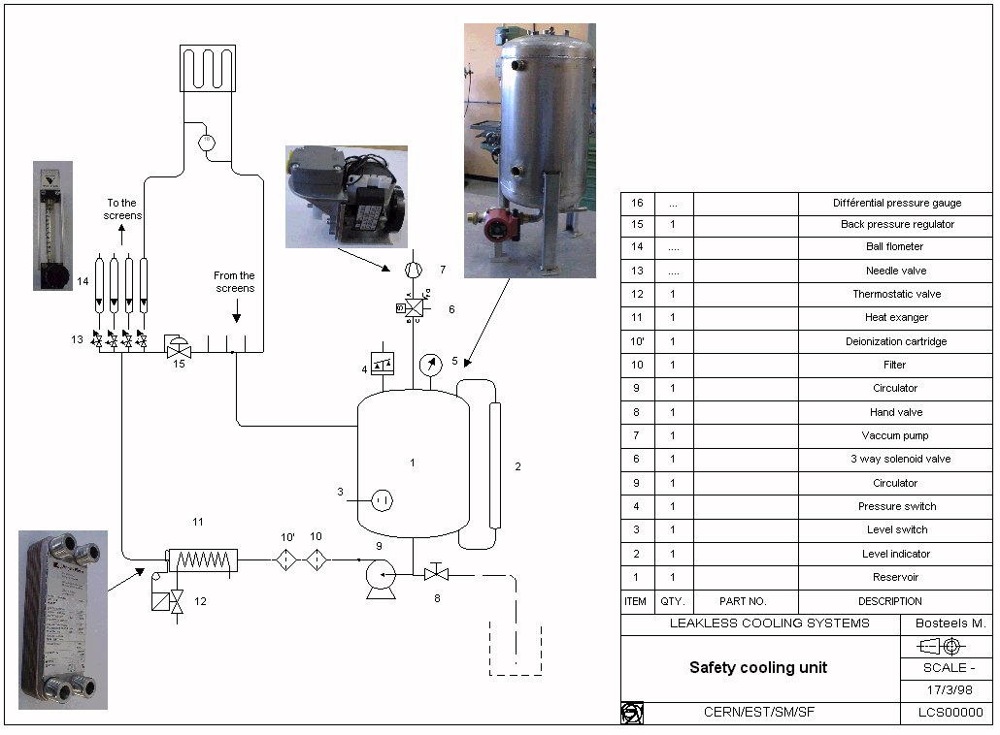 16
To the
screens
14
From the
screens
13
15
7
6
A
B
C
S
5
4
1
2
3
11
10'
10
9
12
8
16 ... Différential pressure gauge
15 1 Back pressure regulator
14 .... Ball flometer
13 .... Needle valve
12 1 Thermostatic valve
11 1 Heat exanger
10' 1 Deionization cartridge
10 1 Filter
9 1 Circulator
8 1 Hand valve
7 1 Vaccum pump
6 1 3 way solenoid valve
9 1 Circulator
4 1 Pressure switch
3 1 Level switch
2 1 Level indicator
1 1 Reservoir
ITEM QTY. PART NO. DESCRIPTION
LEAKLESS COOLING SYSTEMS Bosteels M.
Safety cooling unit
SCALE -
17/3/98
CERN/EST/SM/SF LCS00000